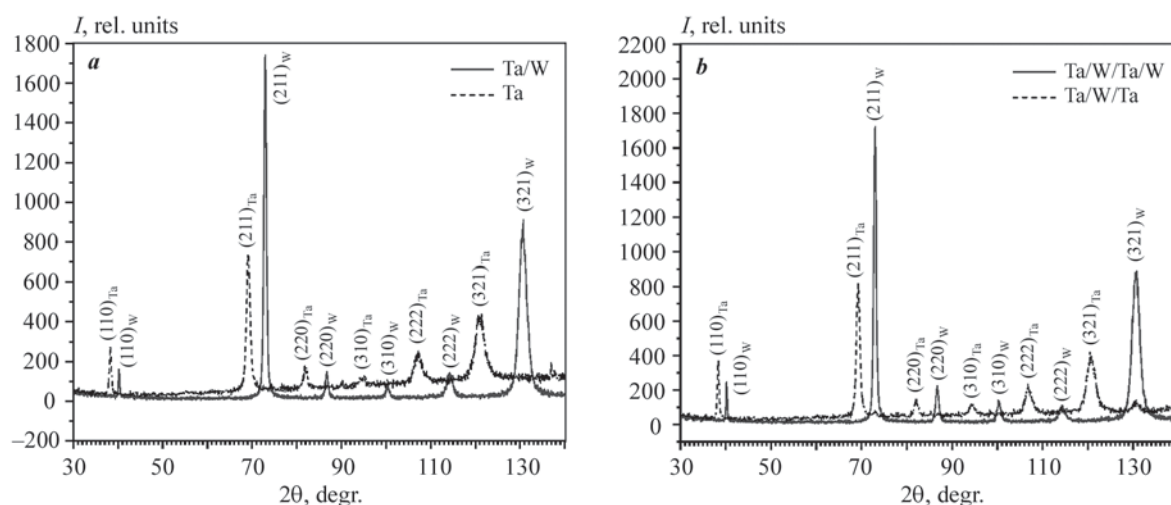 I, rel. units
a
1800
1600
1400
1200
1000
800
600
400
200
0
–200
Ta/W
Ta
(110)Ta
(110)W
(211)Ta
(211)W
(220)Ta
(220)W
(310)Ta
(310)W
(222)Ta
(222)W
(321)Ta
(321)W
30 50 70 90 110 130
2θ, degr.
I, rel. units
b
2200
2000
1800
1600
1400
1200
1000
800
600
400
200
0
Ta/W/Ta/W
Ta/W/Ta
(110)Ta
(110)W
(211)Ta
(211)W
(220)Ta
(220)W
(310)Ta
(310)W
(222)Ta
(222)W
(321)Ta
(321)W
30 50 70 90 110 130
2θ, degr.